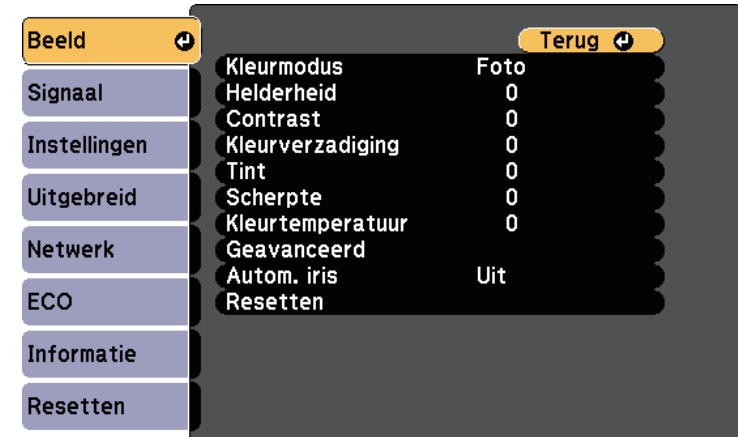 Beeld
Signaal
Instellingen
Uitgebreid
Netwerk
ECO
Informatie
Resetten
Terug
Kleurmodus Foto
Helderheid 0
Contrast 0
Kleurverzadiging 0
Tint 0
Scherpte 0
Kleurtemperatuur 0
Geavanceerd
Autom. iris Uit
Resetten